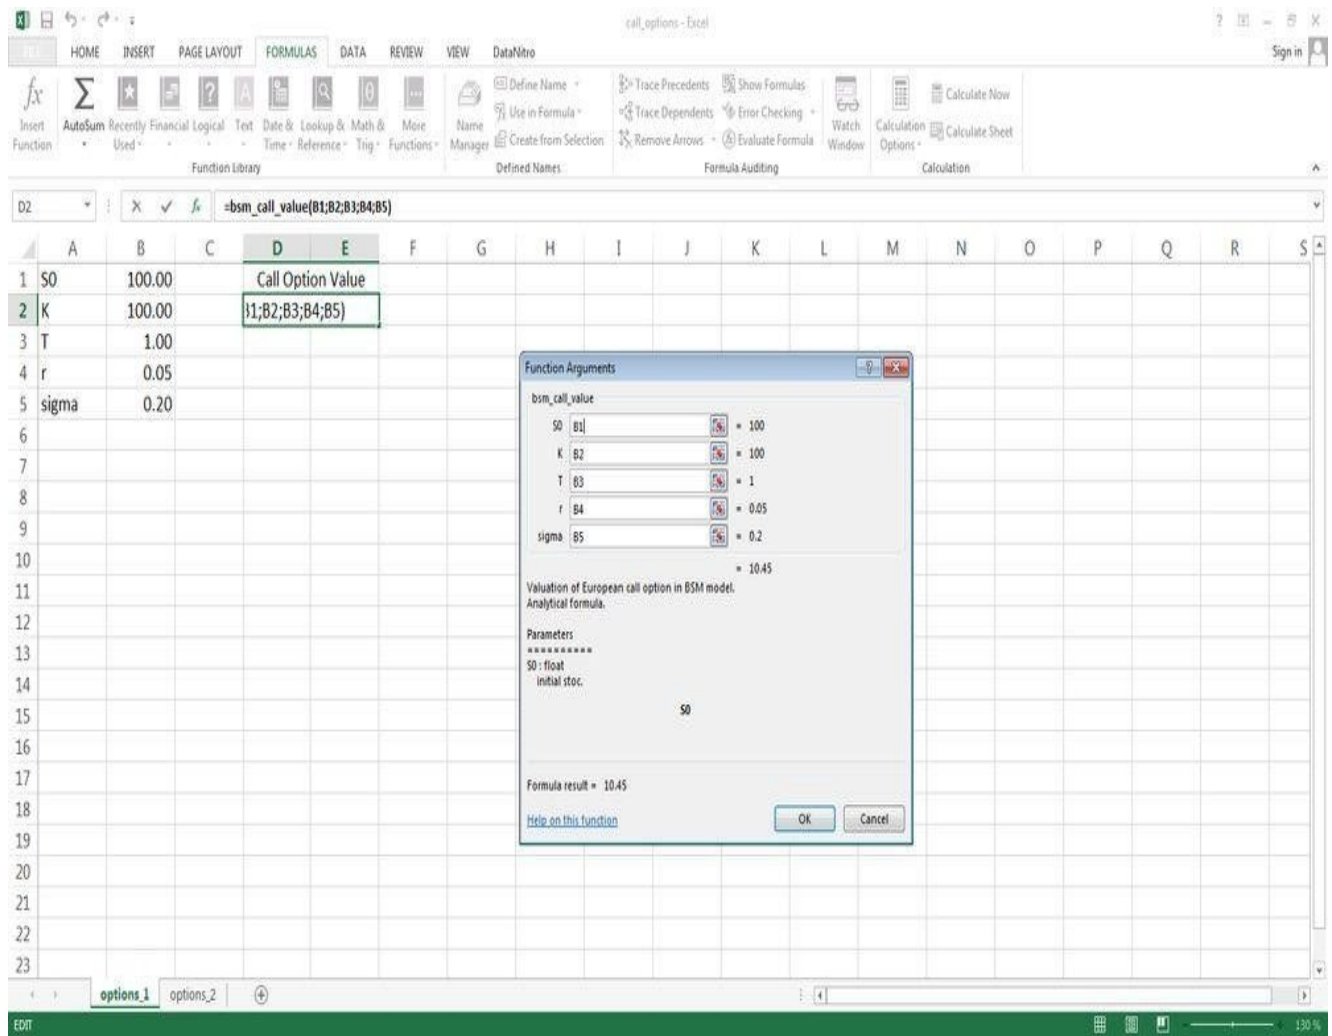 call_options - Excel
FILE HOME INSERT PAGE LAYOUT FORMULAS DATA REVIEW VIEW DataNitro Sign in
fx Insert Function
Σ AutoSum
Recently Used
Financial
Logical
Text
Date & Time
Lookup & Reference
Math & Trig
More Functions
Function Library
Name Manager
Define Name
Use in Formula
Create from Selection
Defined Names
Trace Precedents
Trace Dependents
Remove Arrows
Show Formulas
Error Checking
Evaluate Formula
Watch Window
Formula Auditing
Calculation Options
Calculate Now
Calculate Sheet
Calculation
D2 fx =bsm_call_value(B1;B2;B3;B4;B5)
A B C D E F G H I J K L M N O P Q R S
1 S0 100.00 Call Option Value
2 K 100.00 31;B2;B3;B4;B5)
3 T 1.00
4 r 0.05
5 sigma 0.20
6
7
8
9
10
11
12
13
14
15
16
17
18
19
20
21
22
23
Function Arguments
bsm_call_value
S0 B1 = 100
K B2 = 100
T B3 = 1
r B4 = 0.05
sigma B5 = 0.2
= 10.45
Valuation of European call option in BSM model.
Analytical formula.
Parameters
==========
S0 : float
initial stoc.
S0
Formula result = 10.45
Help on this function
OK Cancel
options_1 options_2
EDIT 130 %